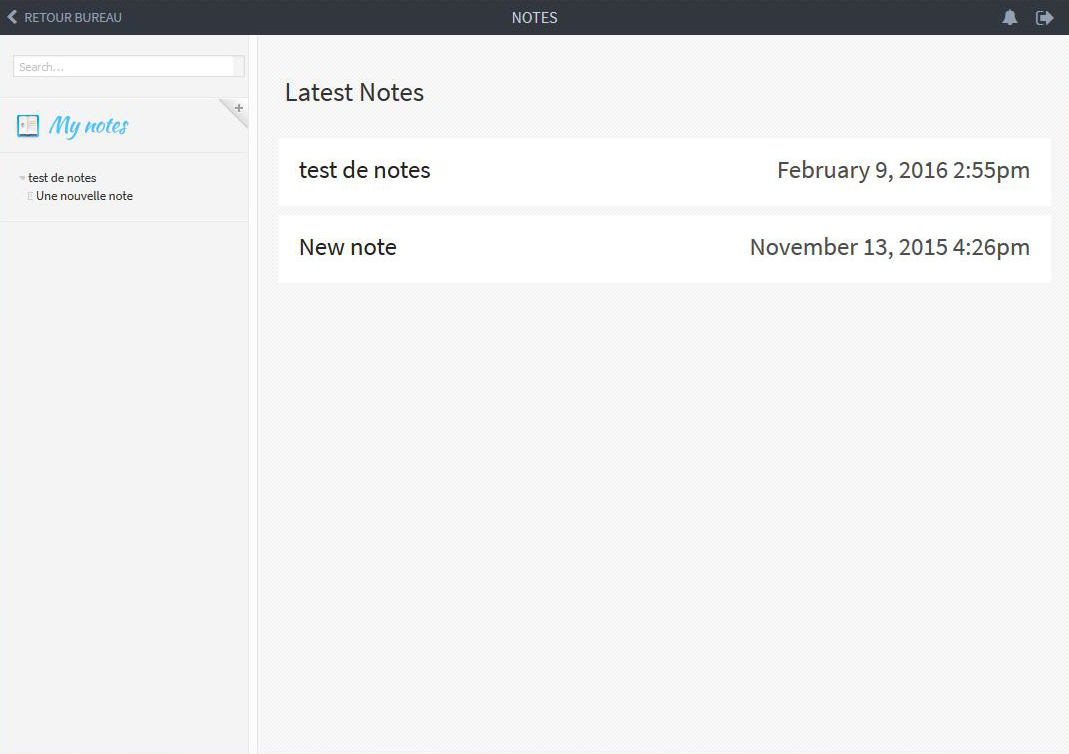 RETOUR BUREAU
NOTES
Search...
My notes
+
test de notes
Une nouvelle note
Latest Notes
test de notes February 9, 2016 2:55pm
New note November 13, 2015 4:26pm